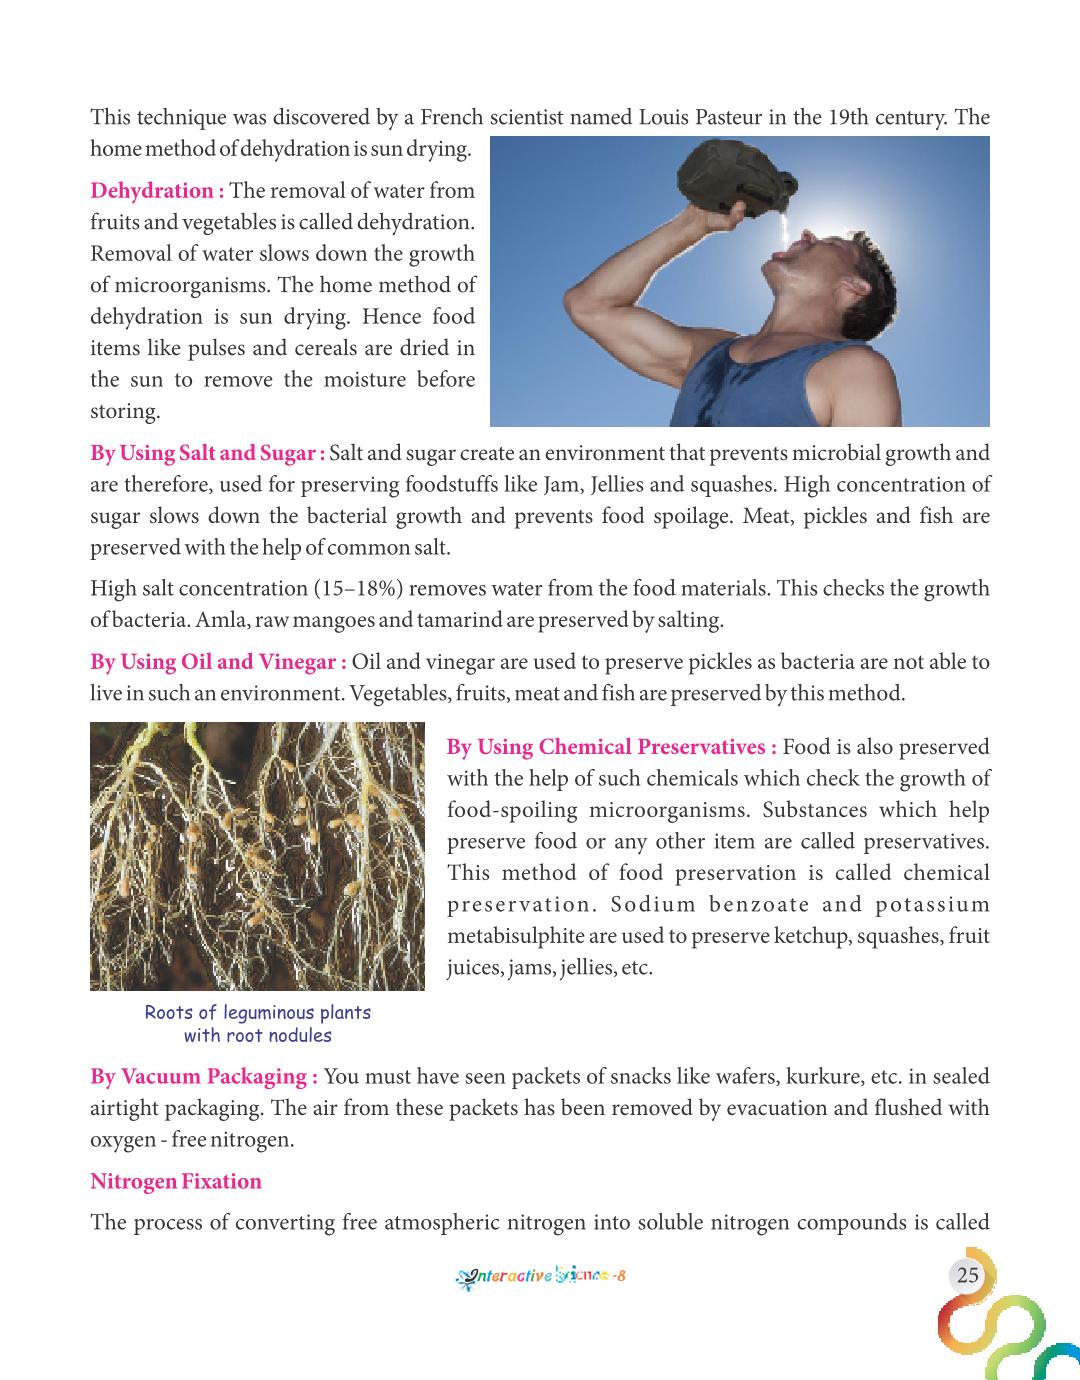 This technique was discovered by a French scientist named Louis Pasteur in the 19th century. The
home method of dehydration is sun drying.
Dehydration : The removal of water from
fruits and vegetables is called dehydration.
Removal of water slows down the growth
of microorganisms. The home method of
dehydration is sun drying. Hence food
items like pulses and cereals are dried in
the sun to remove the moisture before
storing.
By Using Salt and Sugar : Salt and sugar create an environment that prevents microbial growth and
are therefore, used for preserving foodstuffs like Jam, Jellies and squashes. High concentration of
sugar slows down the bacterial growth and prevents food spoilage. Meat, pickles and fish are
preserved with the help of common salt.
High salt concentration (15–18%) removes water from the food materials. This checks the growth
of bacteria. Amla, raw mangoes and tamarind are preserved by salting.
By Using Oil and Vinegar : Oil and vinegar are used to preserve pickles as bacteria are not able to
live in such an environment. Vegetables, fruits, meat and fish are preserved by this method.
By Using Chemical Preservatives : Food is also preserved
with the help of such chemicals which check the growth of
food-spoiling microorganisms. Substances which help
preserve food or any other item are called preservatives.
This method of food preservation is called chemical
preservation. Sodium benzoate and potassium
metabisulphite are used to preserve ketchup, squashes, fruit
juices, jams, jellies, etc.
Roots of leguminous plants
with root nodules
By Vacuum Packaging : You must have seen packets of snacks like wafers, kurkure, etc. in sealed
airtight packaging. The air from these packets has been removed by evacuation and flushed with
oxygen - free nitrogen.
Nitrogen Fixation
The process of converting free atmospheric nitrogen into soluble nitrogen compounds is called
Interactive Science -8
25